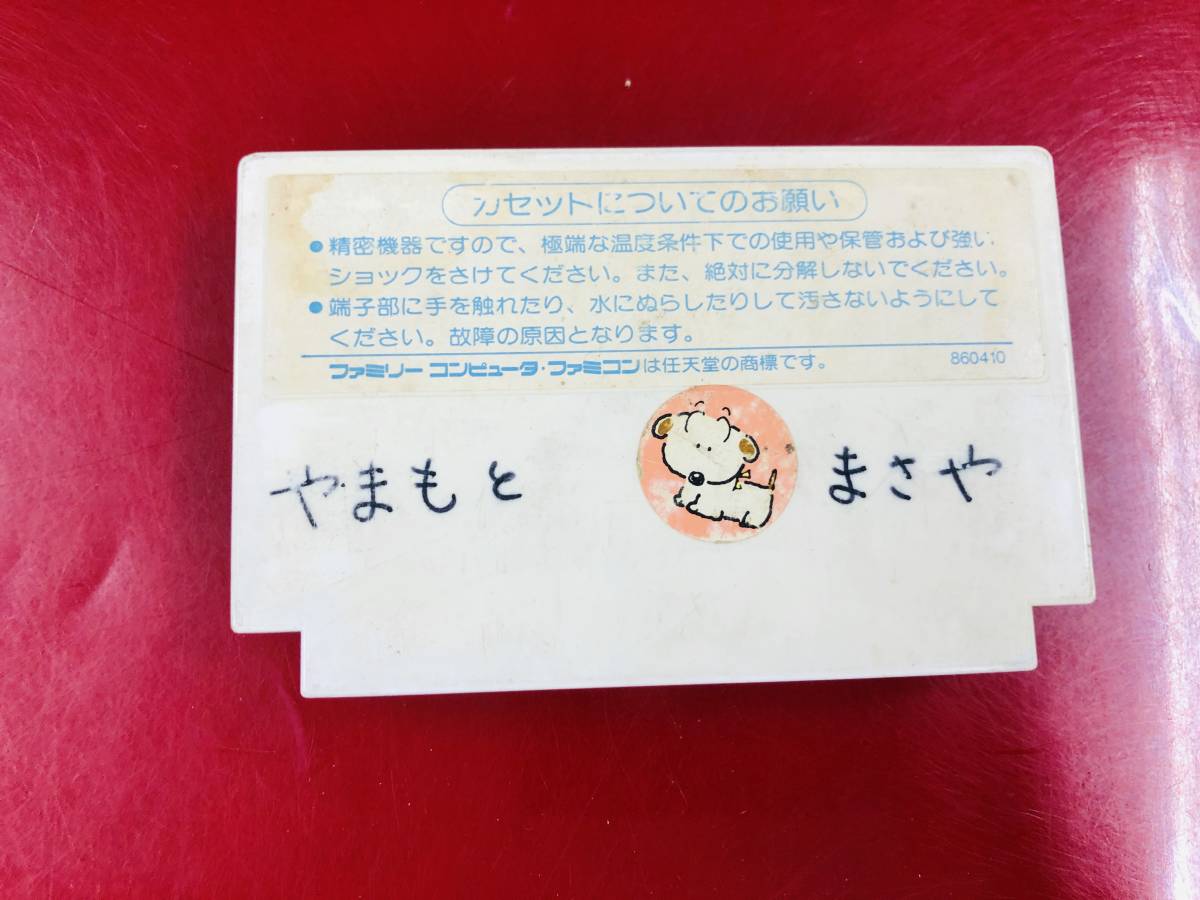 カセットについてのお願い
●精密機器ですので、極端な温度条件下での使用や保管および強い
ショックをさけてください。また、絶対に分解しないでください。
●端子部に手を触れたり、水にぬらしたりして汚さないようにして
ください。故障の原因となります。
ファミリー コンピュータ・ファミコンは任天堂の商標です。 860410
やまもと まさや